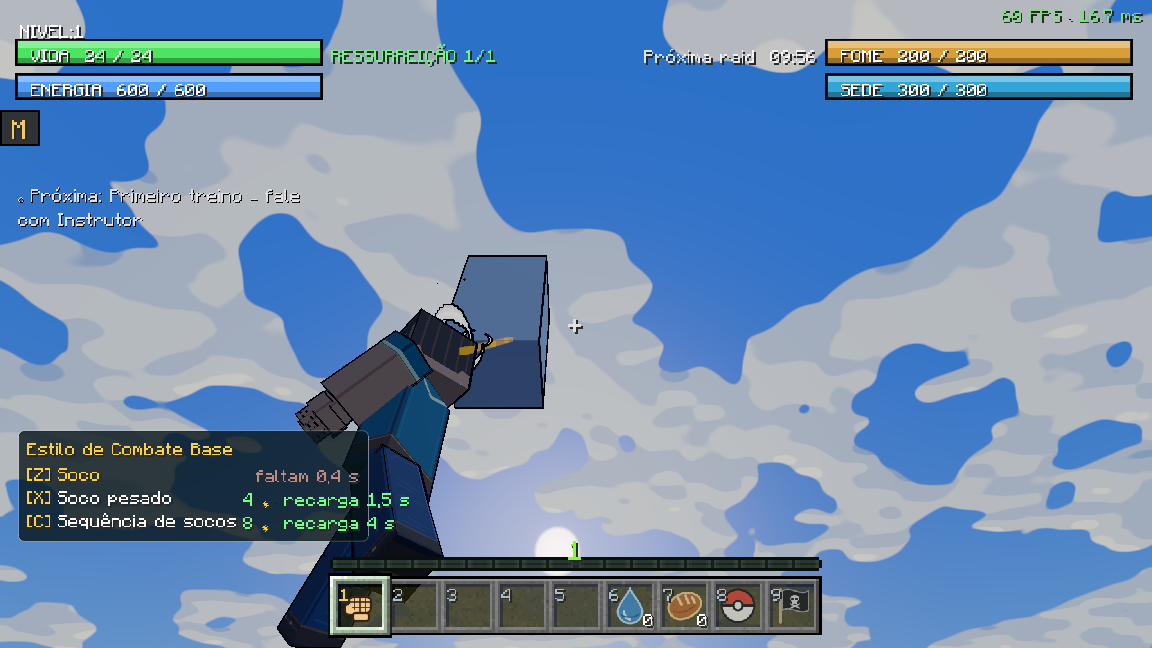 60 FPS . 16.7 ms
NIVEL:1
VIDA 24 / 24
RESSURREIÇÃO 1/1
Próxima raid 09:56
FOME 200 / 200
ENERGIA 600 / 600
SEDE 300 / 300
M
Próxima: Primeiro treino - fale
com Instrutor
Estilo de Combate Base
[Z] Soco faltam 0,4 s
[X] Soco pesado 4 recarga 1,5 s
[C] Sequência de socos 8 recarga 4 s
1
1 2 3 4 5 6 0 7 0 8 9